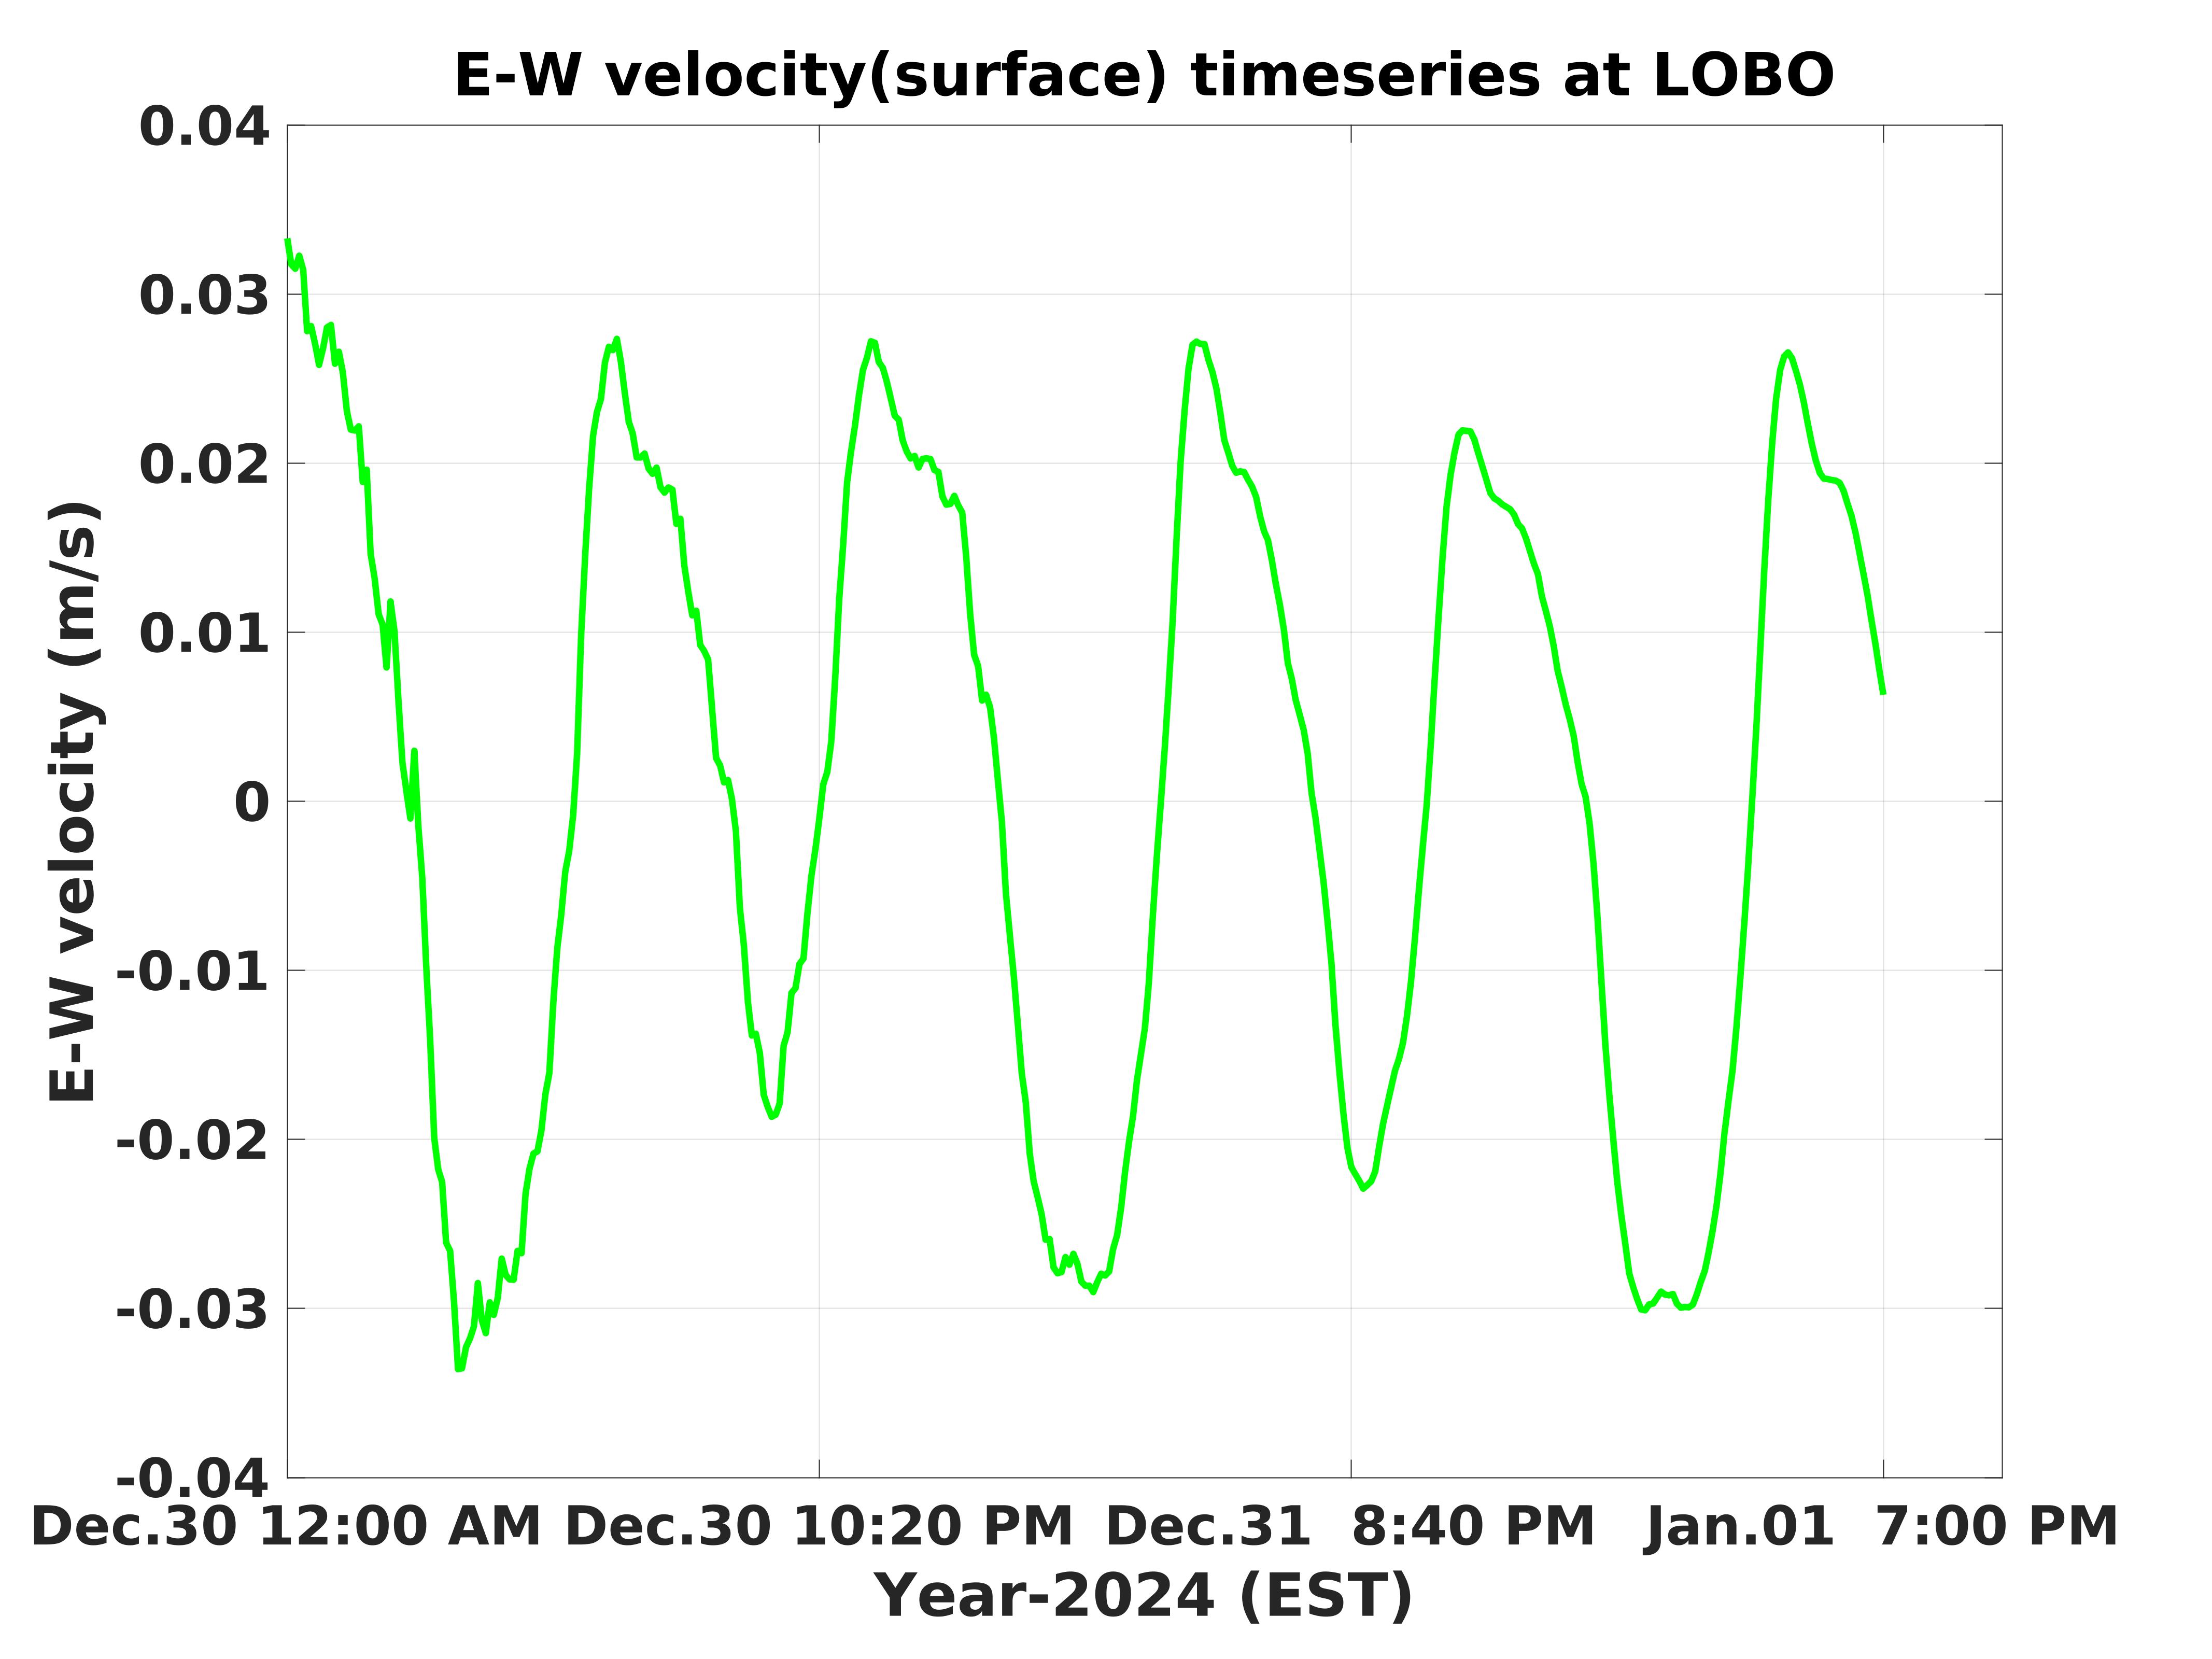 E-W velocity(surface) timeseries at LOBO
0.04
0.03
0.02
0.01
0
-0.01
-0.02
-0.03
-0.04
E-W velocity (m/s)
Dec.30 12:00 AM Dec.30 10:20 PM Dec.31 8:40 PM Jan.01 7:00 PM
Year-2024 (EST)